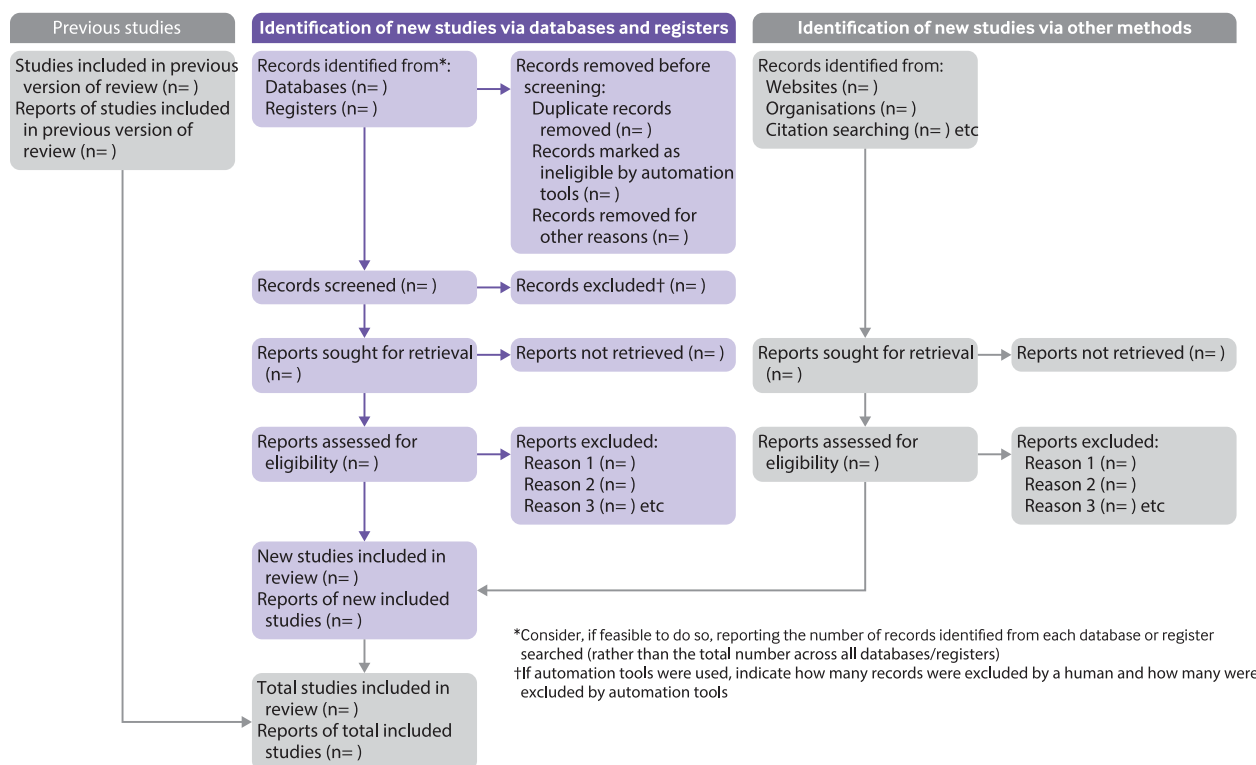 Previous studies
Studies included in previous
version of review (n= )
Reports of studies included
in previous version of
review (n= )
Identification of new studies via databases and registers
Records identified from*:
Databases (n= )
Registers (n= )
Records removed before
screening:
Duplicate records
removed (n= )
Records marked as
ineligible by automation
tools (n= )
Records removed for
other reasons (n= )
Records screened (n= )
Records excluded† (n= )
Reports sought for retrieval
(n= )
Reports not retrieved (n= )
Reports assessed for
eligibility (n= )
Reports excluded:
Reason 1 (n= )
Reason 2 (n= )
Reason 3 (n= ) etc
New studies included in
review (n= )
Reports of new included
studies (n= )
Total studies included in
review (n= )
Reports of total included
studies (n= )
Identification of new studies via other methods
Records identified from:
Websites (n= )
Organisations (n= )
Citation searching (n= ) etc
Reports sought for retrieval
(n= )
Reports not retrieved (n= )
Reports assessed for
eligibility (n= )
Reports excluded:
Reason 1 (n= )
Reason 2 (n= )
Reason 3 (n= ) etc
*Consider, if feasible to do so, reporting the number of records identified from each database or register
searched (rather than the total number across all databases/registers)
†If automation tools were used, indicate how many records were excluded by a human and how many were
excluded by automation tools